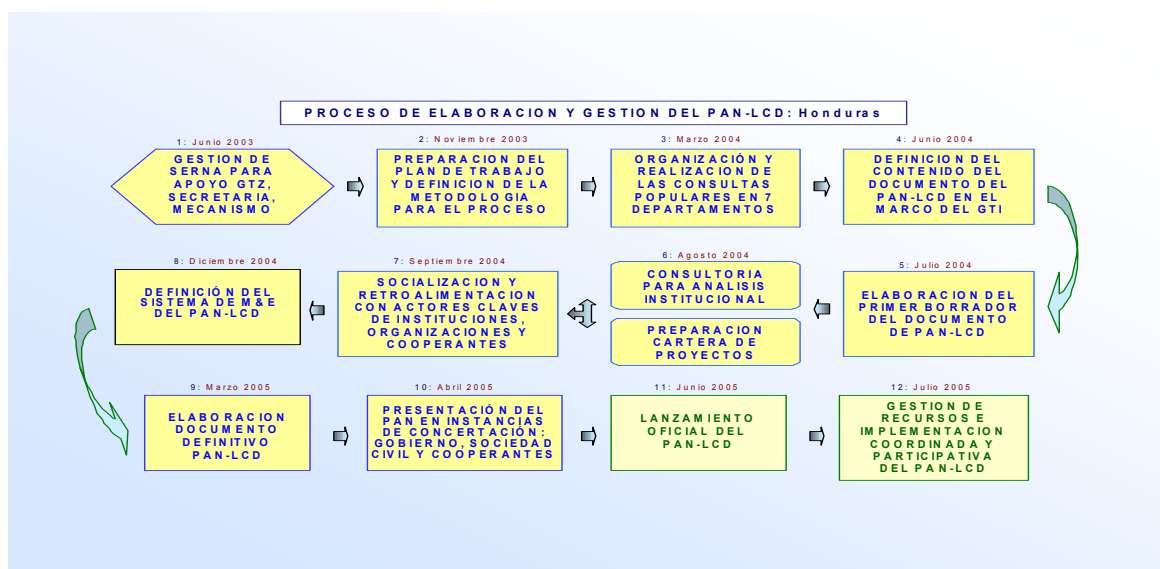 PROCESO DE ELABORACION Y GESTION DEL PAN-LCD: Honduras
1: Junio 2003
GESTION DE
SERNA PARA
APOYO GTZ,
SECRETARIA,
MECANISMO
2: Noviembre 2003
PREPARACION DEL
PLAN DE TRABAJO
Y DEFINICION DE LA
METODOLOGIA
PARA EL PROCESO
3: Marzo 2004
ORGANIZACIÓN Y
REALIZACION DE
LAS CONSULTAS
POPULARES EN 7
DEPARTAMENTOS
4: Junio 2004
DEFINICION DEL
CONTENIDO DEL
DOCUMENTO DEL
PAN-LCD EN EL
MARCO DEL GTI
5: Julio 2004
ELABORACION DEL
PRIMER BORRADOR
DEL DOCUMENTO
DE PAN-LCD
6: Agosto 2004
CONSULTORIA
PARA ANALISIS
INSTITUCIONAL
PREPARACION
CARTERA DE
PROYECTOS
7: Septiembre 2004
SOCIALIZACION Y
RETROALIMENTACION
CON ACTORES CLAVES
DE INSTITUCIONES,
ORGANIZACIONES Y
COOPERANTES
8: Diciembre 2004
DEFINICIÓN DEL
SISTEMA DE M&E
DEL PAN-LCD
9: Marzo 2005
ELABORACION
DOCUMENTO
DEFINITIVO
PAN-LCD
10: Abril 2005
PRESENTACIÓN DEL
PAN EN INSTANCIAS
DE CONCERTACIÓN:
GOBIERNO, SOCIEDAD
CIVIL Y COOPERANTES
11: Junio 2005
LANZAMIENTO
OFICIAL DEL
PAN-LCD
12: Julio 2005
GESTION DE
RECURSOS E
IMPLEMENTACION
COORDINADA Y
PARTICIPATIVA
DEL PAN-LCD